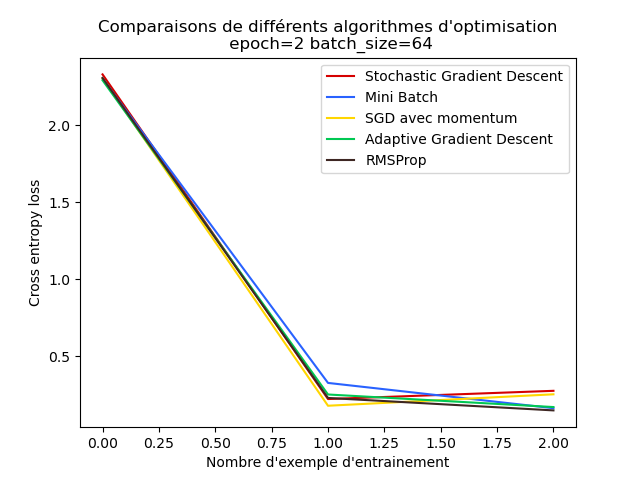 Comparaisons de différents algorithmes d'optimisation
epoch=2 batch_size=64
Stochastic Gradient Descent
Mini Batch
SGD avec momentum
Adaptive Gradient Descent
RMSProp
Cross entropy loss
2.0
1.5
1.0
0.5
0.00 0.25 0.50 0.75 1.00 1.25 1.50 1.75 2.00
Nombre d'exemple d'entrainement